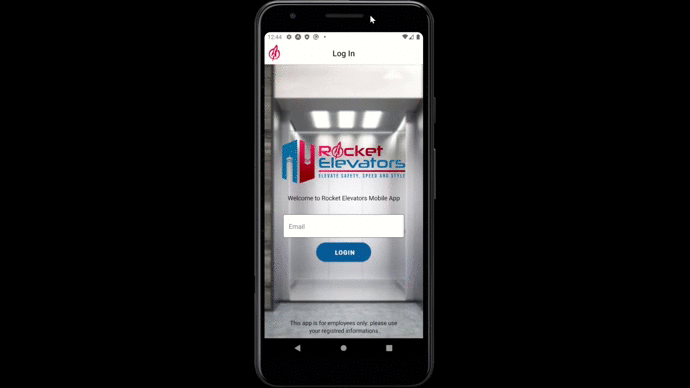 12:44
Log In
Rocket
Elevators
ELEVATE SAFETY, SPEED AND STYLE
Welcome to Rocket Elevators Mobile App
Email
LOGIN
This app is for employees only: please use
your registred informations.